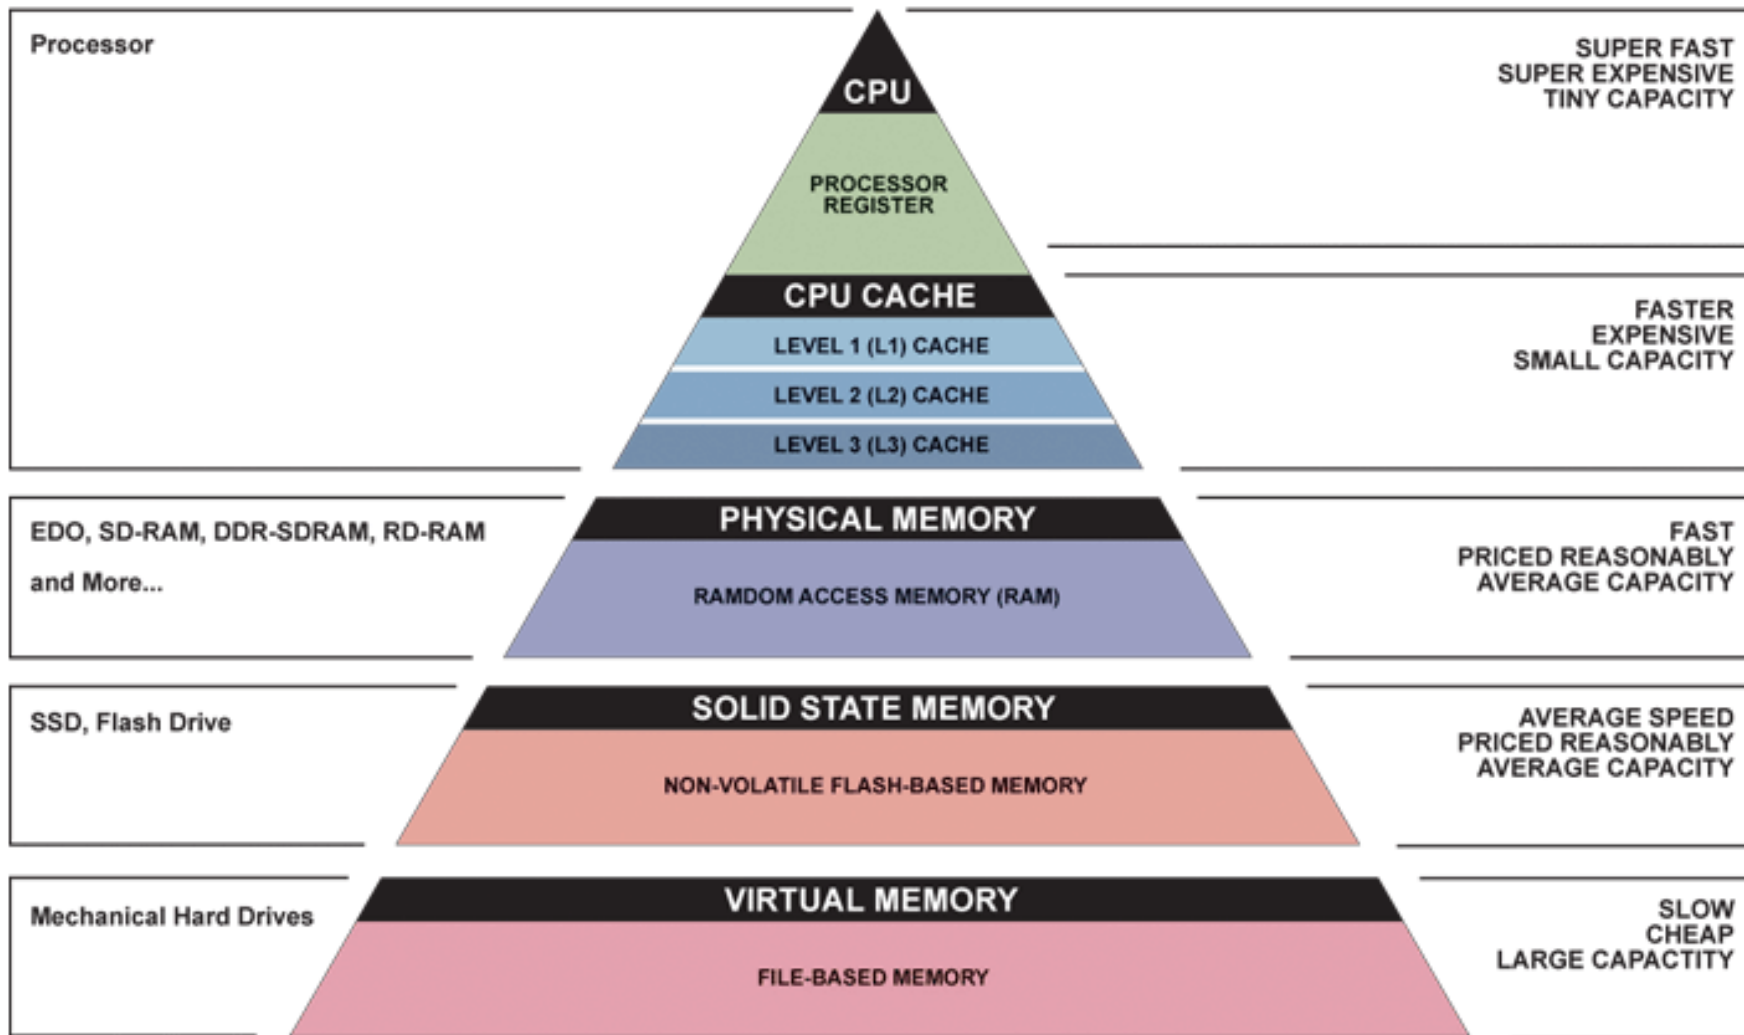 Processor
CPU
SUPER FAST
SUPER EXPENSIVE
TINY CAPACITY
PROCESSOR
REGISTER
CPU CACHE
LEVEL 1 (L1) CACHE
LEVEL 2 (L2) CACHE
LEVEL 3 (L3) CACHE
FASTER
EXPENSIVE
SMALL CAPACITY
EDO, SD-RAM, DDR-SDRAM, RD-RAM
and More...
PHYSICAL MEMORY
RAMDOM ACCESS MEMORY (RAM)
FAST
PRICED REASONABLY
AVERAGE CAPACITY
SSD, Flash Drive
SOLID STATE MEMORY
NON-VOLATILE FLASH-BASED MEMORY
AVERAGE SPEED
PRICED REASONABLY
AVERAGE CAPACITY
Mechanical Hard Drives
VIRTUAL MEMORY
FILE-BASED MEMORY
SLOW
CHEAP
LARGE CAPACTITY